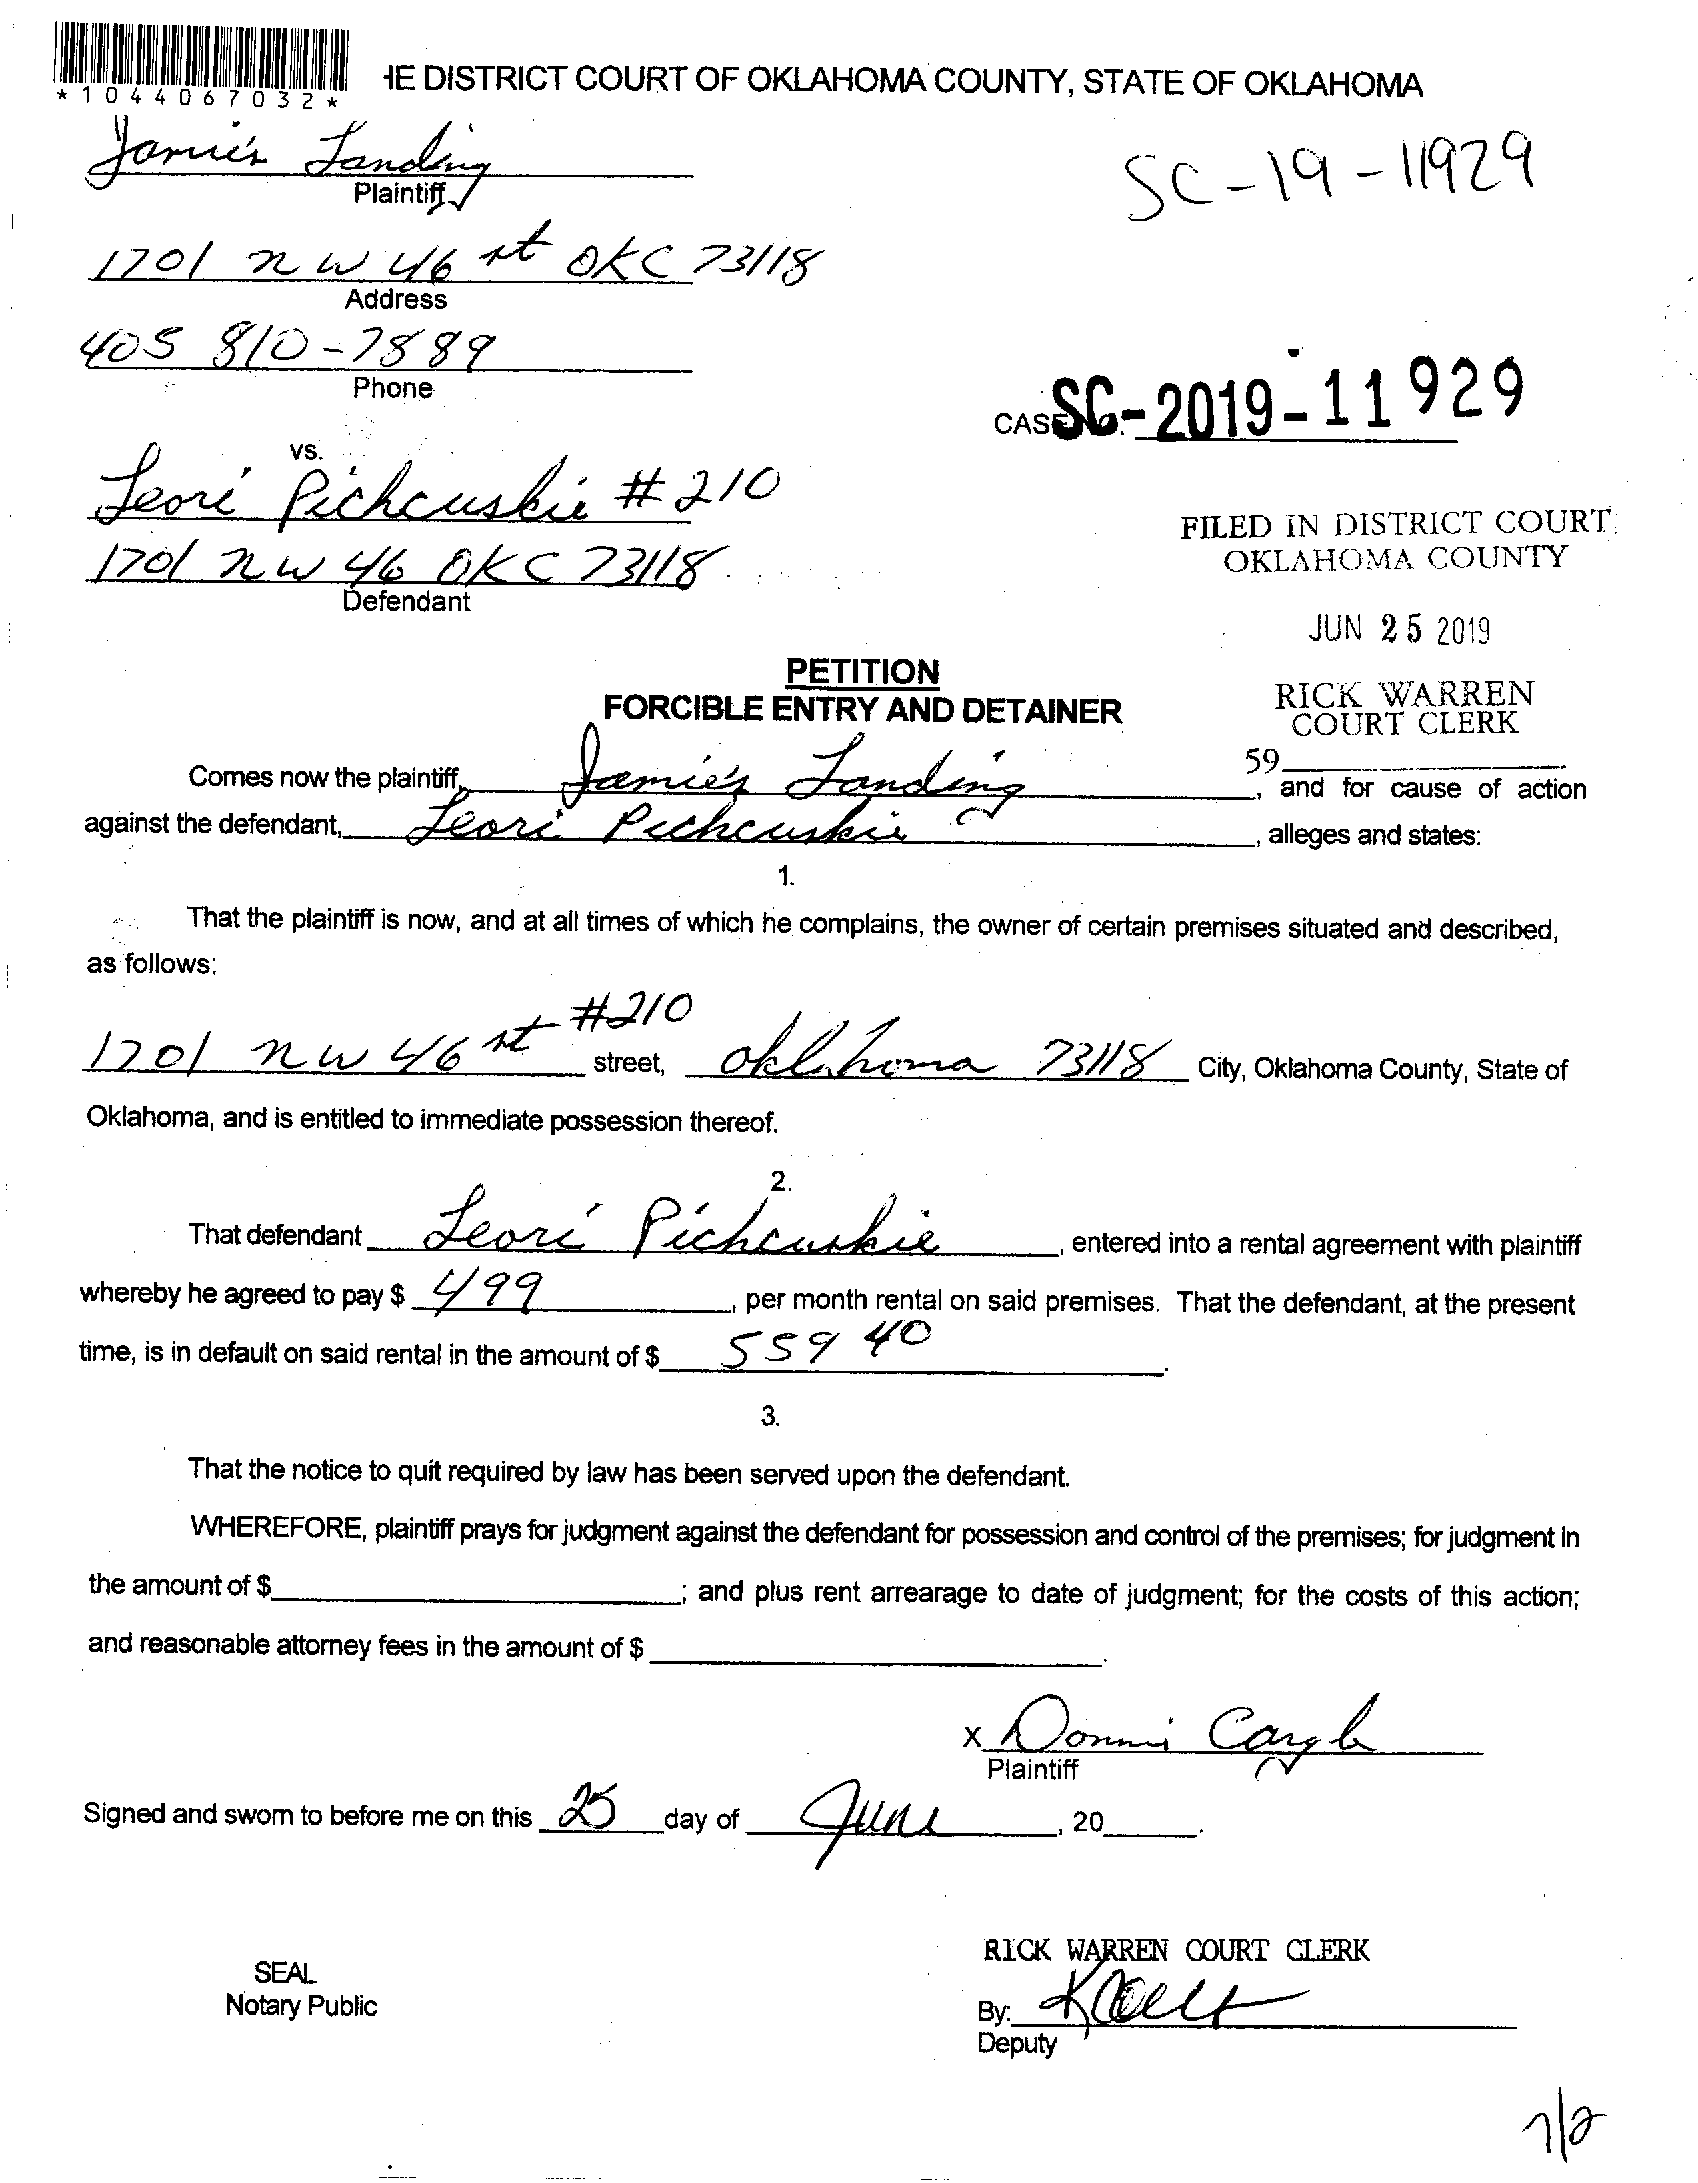 *1044067032*
HE DISTRICT COURT OF OKLAHOMA COUNTY, STATE OF OKLAHOMA
Jamie's Landing
Plaintiff
SC-19-11929
1701 NW 46 st OKC 73118
Address
405 810-7889
Phone
CASE SC-2019-11929
vs.
Leori Pichcuskie #210
1701 NW 46 OKC 73118
Defendant
FILED IN DISTRICT COURT
OKLAHOMA COUNTY
JUN 25 2019
RICK WARREN
COURT CLERK
59
PETITION
FORCIBLE ENTRY AND DETAINER
Comes now the plaintiff, Jamie's Landing, and for cause of action
against the defendant, Leori Pichcuskie, alleges and states:
1.
That the plaintiff is now, and at all times of which he complains, the owner of certain premises situated and described,
as follows:
1701 NW 46 st #210 street, Oklahoma 73118 City, Oklahoma County, State of
Oklahoma, and is entitled to immediate possession thereof.
2.
That defendant Leori Pichcuskie, entered into a rental agreement with plaintiff
whereby he agreed to pay $ 499, per month rental on said premises. That the defendant, at the present
time, is in default on said rental in the amount of $ 559 40.
3.
That the notice to quit required by law has been served upon the defendant.
WHEREFORE, plaintiff prays for judgment against the defendant for possession and control of the premises; for judgment in
the amount of $ ; and plus rent arrearage to date of judgment; for the costs of this action;
and reasonable attorney fees in the amount of $ .
X Donni Cargle
Plaintiff
Signed and sworn to before me on this 25 day of June, 20 .
RICK WARREN COURT CLERK
SEAL
Notary Public
By:
Deputy
7/2